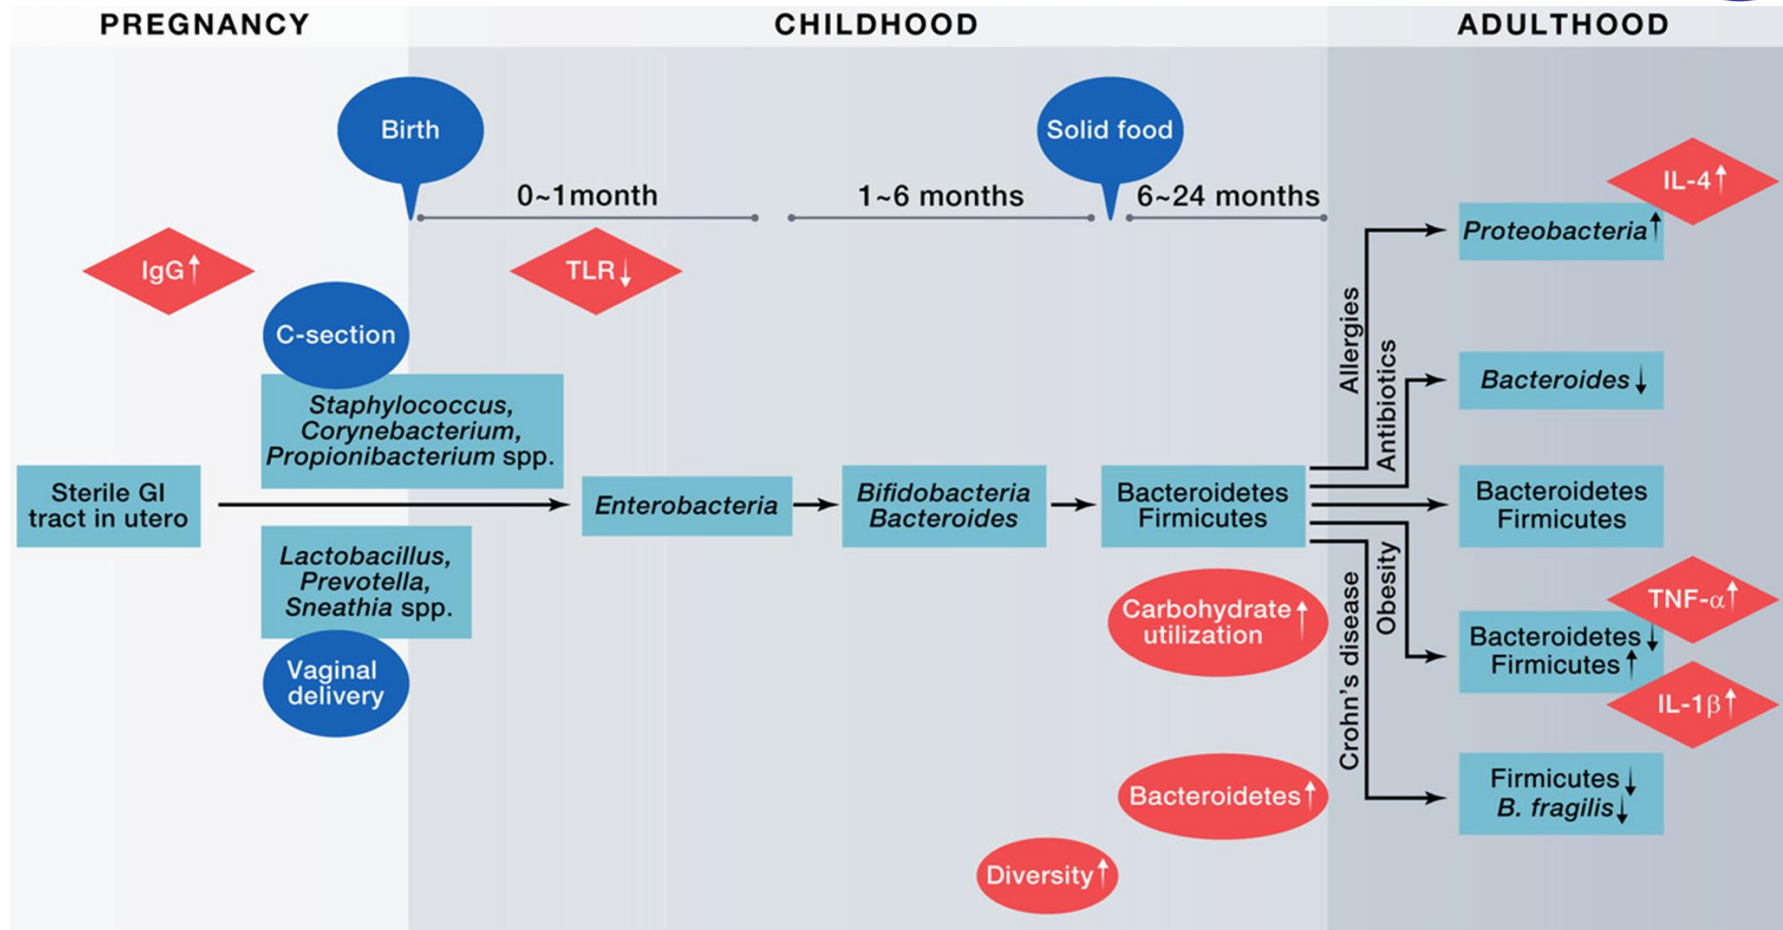 PREGNANCY
CHILDHOOD
ADULTHOOD
Birth
Solid food
0~1month
1~6 months
6~24 months
IgG↑
TLR↓
IL-4↑
Proteobacteria↑
C-section
Staphylococcus,
Corynebacterium,
Propionibacterium spp.
Allergies
Antibiotics
Bacteroides↓
Sterile GI
tract in utero
Enterobacteria
Bifidobacteria
Bacteroides
Bacteroidetes
Firmicutes
Bacteroidetes
Firmicutes
Lactobacillus,
Prevotella,
Sneathia spp.
Vaginal
delivery
Carbohydrate↑
utilization
Crohn's disease
Obesity
TNF-α↑
Bacteroidetes↓
Firmicutes↑
IL-1β↑
Bacteroidetes↑
Firmicutes↓
B. fragilis↓
Diversity↑